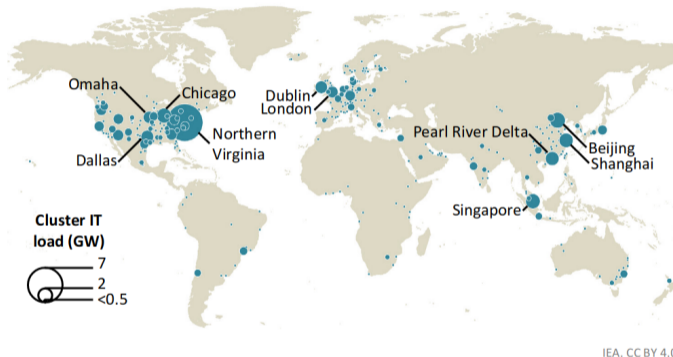 Omaha
Chicago
Dublin
London
Northern
Virginia
Dallas
Pearl River Delta
Beijing
Shanghai
Singapore
Cluster IT
load (GW)
7
2
<0.5
IEA. CC BY 4.0